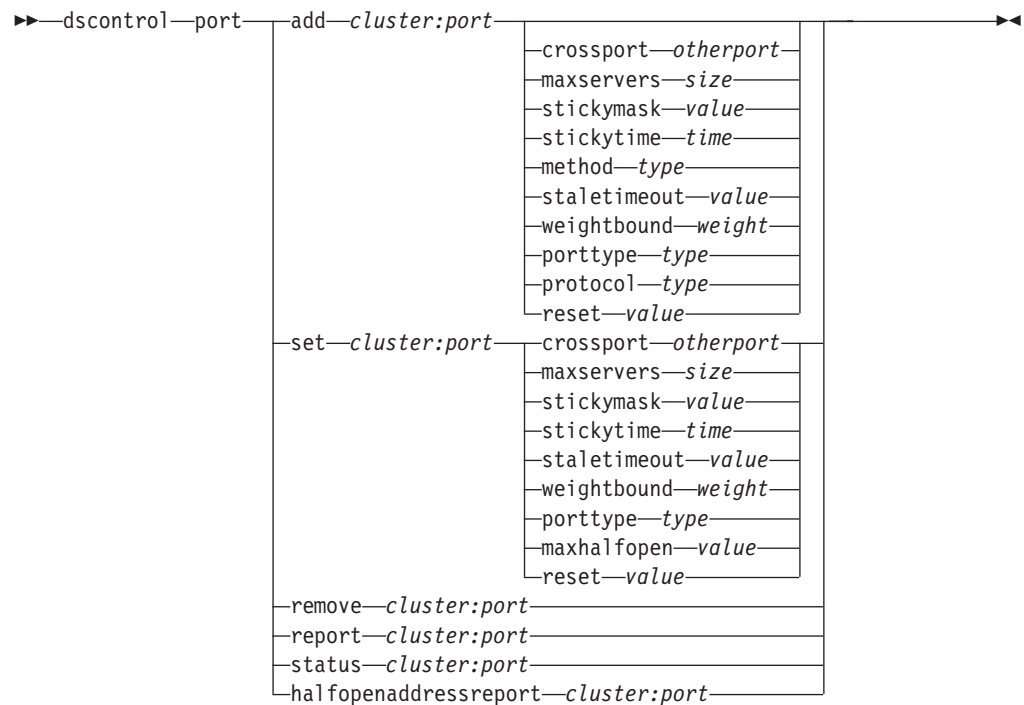 dscontrol port add cluster:port
crossport otherport
maxservers size
stickymask value
stickytime time
method type
staletimeout value
weightbound weight
porttype type
protocol type
reset value
set cluster:port crossport otherport
maxservers size
stickymask value
stickytime time
staletimeout value
weightbound weight
porttype type
maxhalfopen value
reset value
remove cluster:port
report cluster:port
status cluster:port
halfopenaddressreport cluster:port